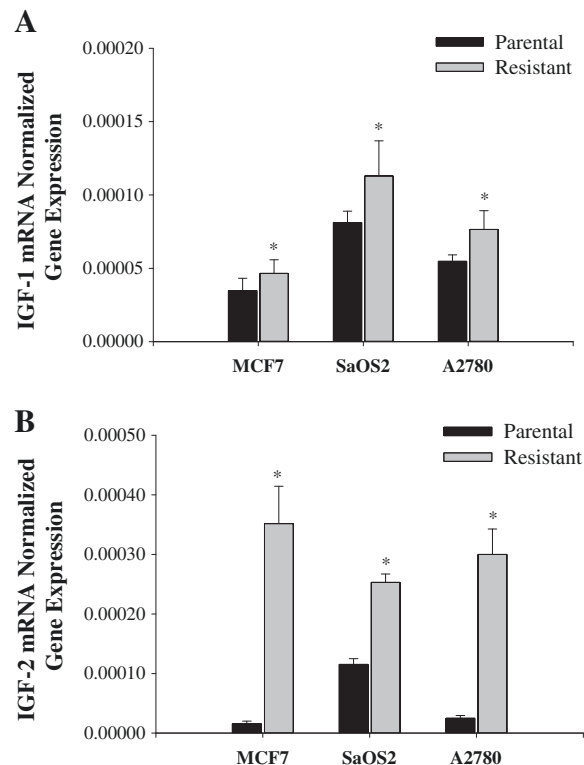 A
IGF-1 mRNA Normalized
Gene Expression
0.00020
0.00015
0.00010
0.00005
0.00000
Parental
Resistant
*
*
*
MCF7
SaOS2
A2780
B
IGF-2 mRNA Normalized
Gene Expression
0.00050
0.00040
0.00030
0.00010
0.00000
Parental
Resistant
*
*
*
MCF7
SaOS2
A2780